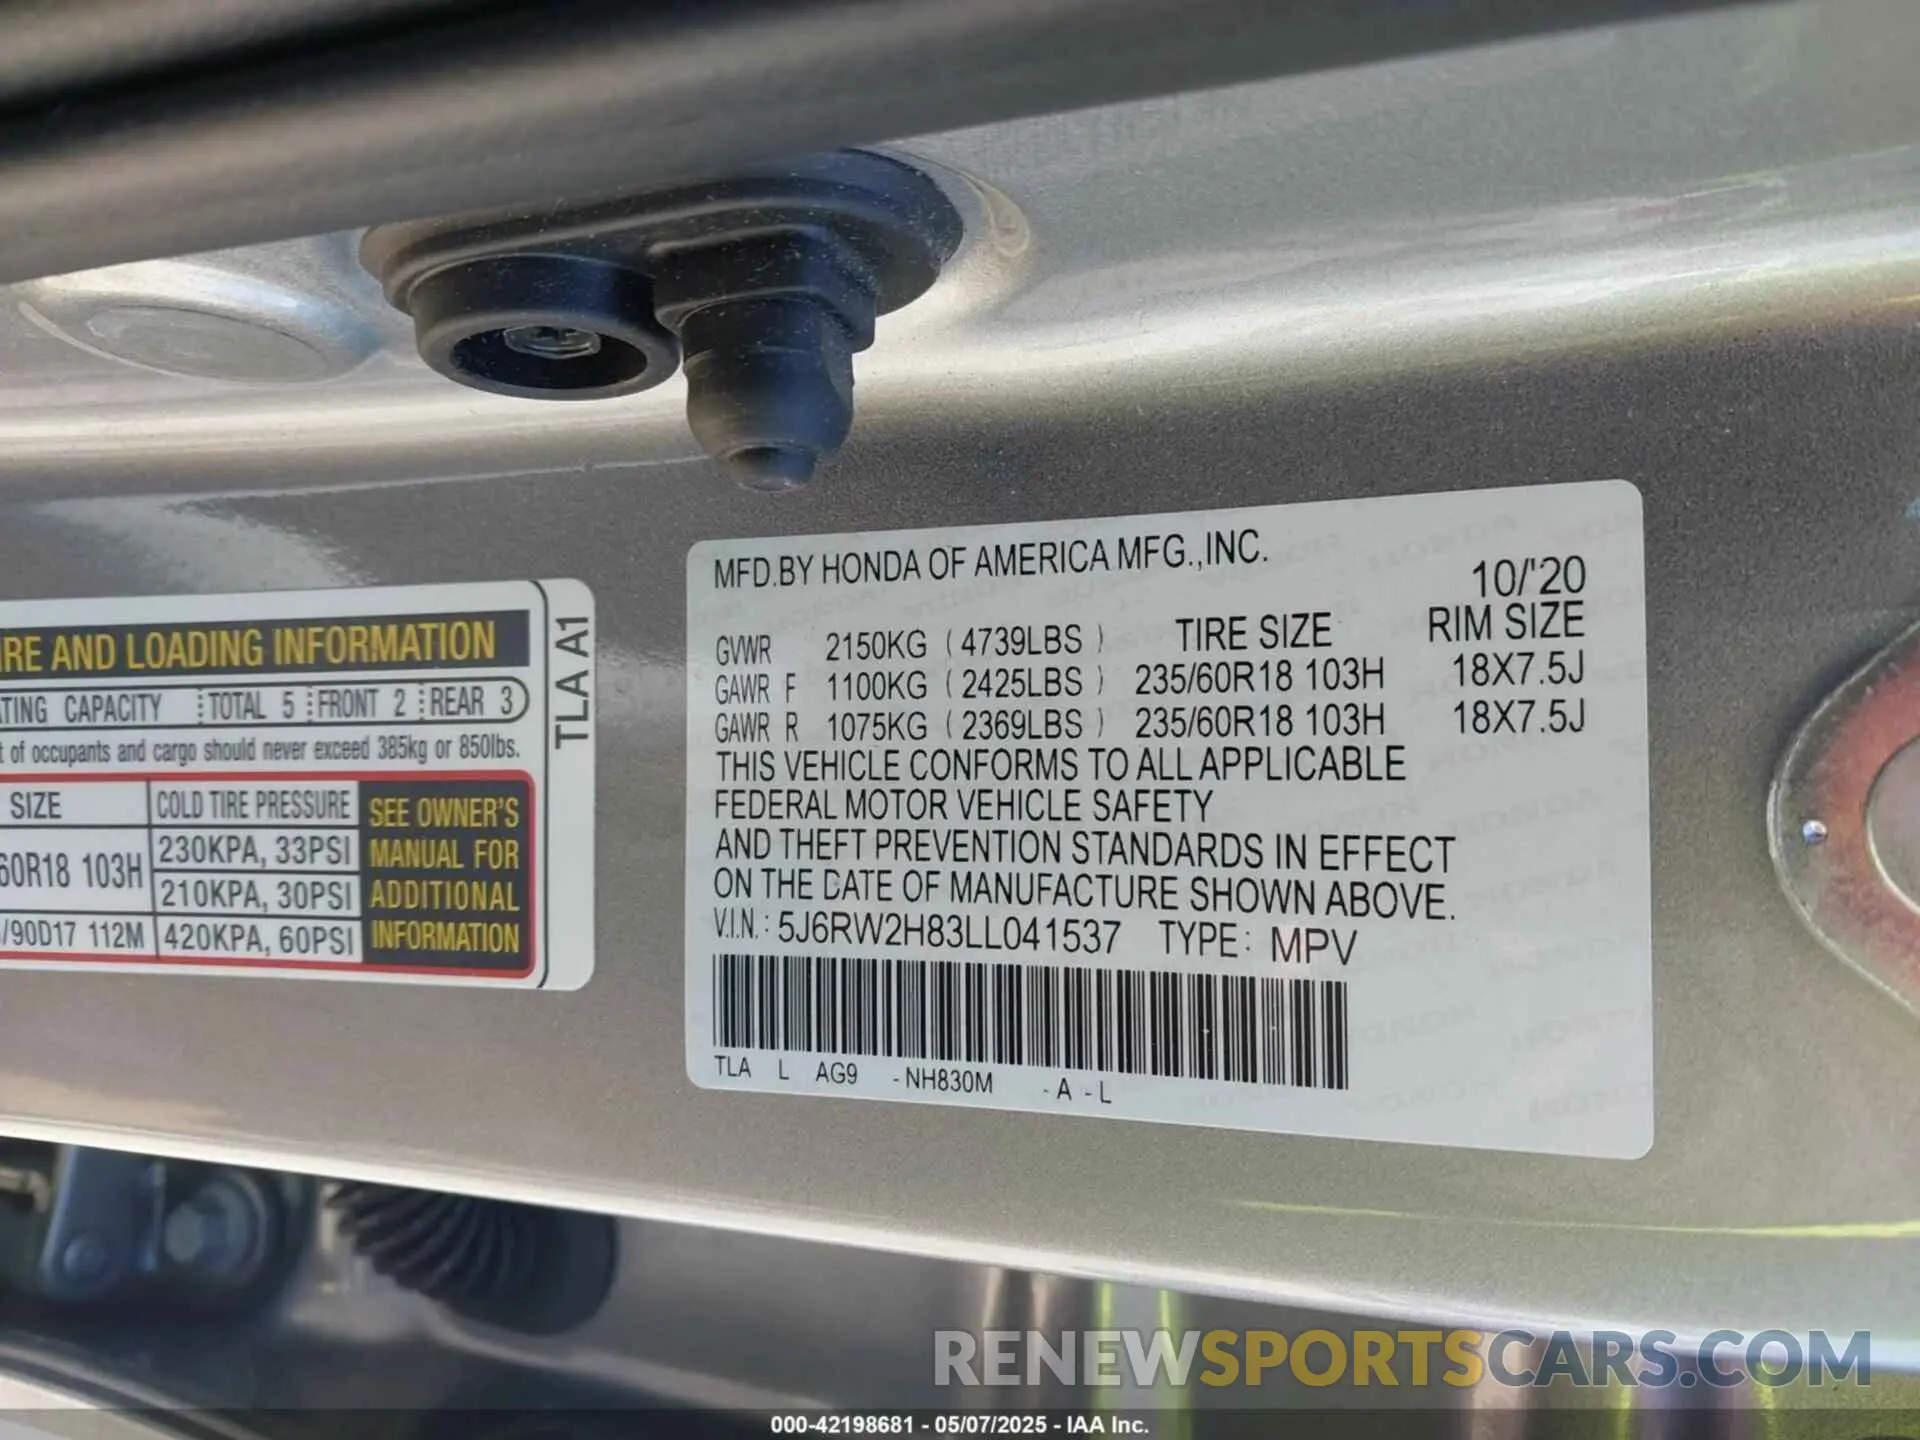 IRE AND LOADING INFORMATION
TING CAPACITY TOTAL 5 FRONT 2 REAR 3
t of occupants and cargo should never exceed 385kg or 850lbs.
SIZE COLD TIRE PRESSURE
60R18 103H 230KPA, 33PSI
210KPA, 30PSI
/90D17 112M 420KPA, 60PSI
SEE OWNER'S
MANUAL FOR
ADDITIONAL
INFORMATION
TLA A1
MFD.BY HONDA OF AMERICA MFG.,INC.
10/'20
GVWR 2150KG (4739LBS) TIRE SIZE RIM SIZE
GAWR F 1100KG (2425LBS) 235/60R18 103H 18X7.5J
GAWR R 1075KG (2369LBS) 235/60R18 103H 18X7.5J
THIS VEHICLE CONFORMS TO ALL APPLICABLE
FEDERAL MOTOR VEHICLE SAFETY
AND THEFT PREVENTION STANDARDS IN EFFECT
ON THE DATE OF MANUFACTURE SHOWN ABOVE.
V.I.N.: 5J6RW2H83LL041537 TYPE: MPV
TLA L AG9 -NH830M -A -L
RENEWSPORTSCARS.COM
000-42198681 - 05/07/2025 - IAA Inc.